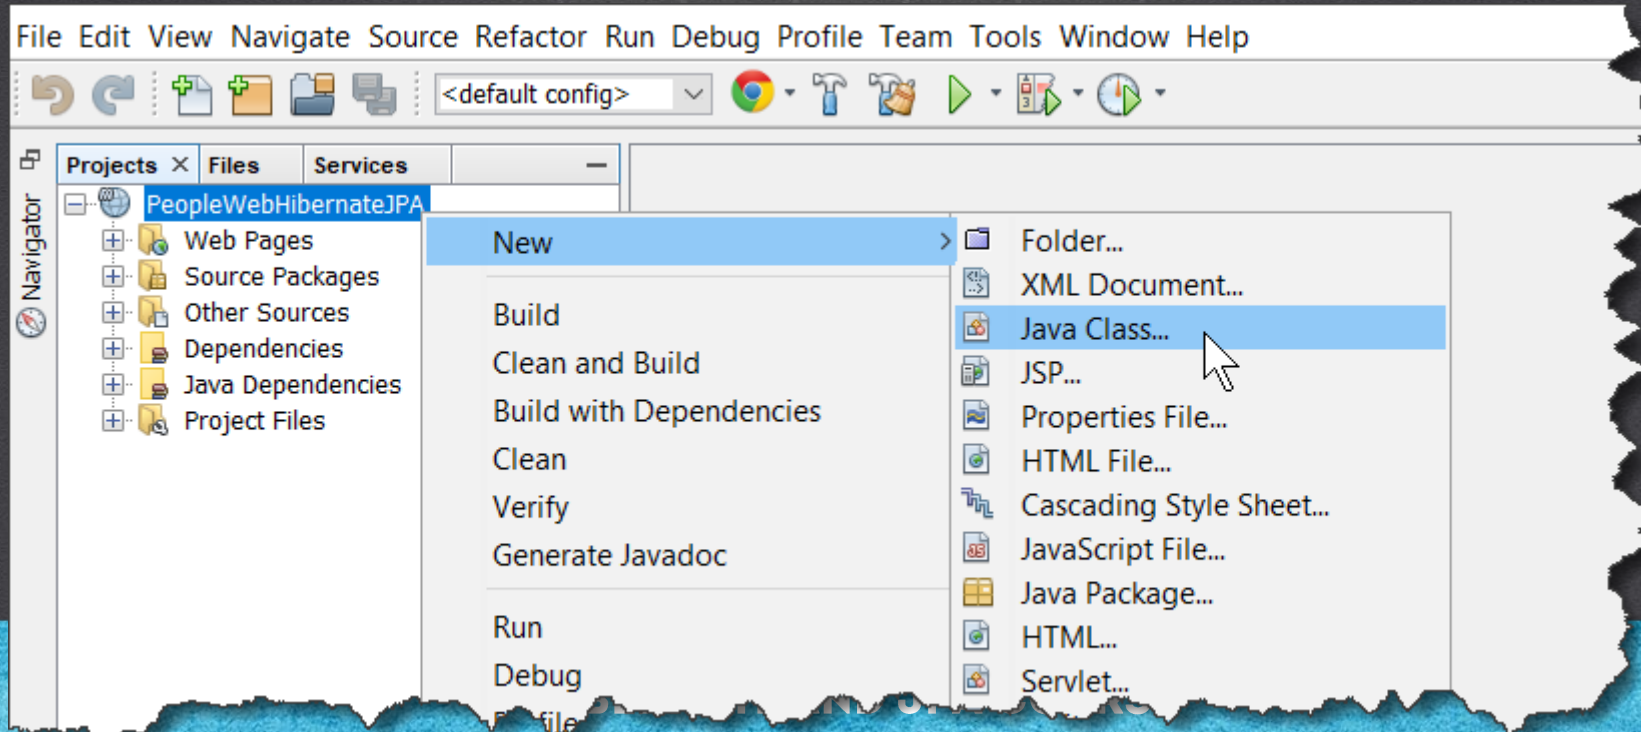 File Edit View Navigate Source Refactor Run Debug Profile Team Tools Window Help
<default config>
Projects Files Services
Navigator
PeopleWebHibernateJPA
Web Pages
Source Packages
Other Sources
Dependencies
Java Dependencies
Project Files
New
Build
Clean and Build
Build with Dependencies
Clean
Verify
Generate Javadoc
Run
Debug
Folder...
XML Document...
Java Class...
JSP...
Properties File...
HTML File...
Cascading Style Sheet...
JavaScript File...
Java Package...
HTML...
Servlet...